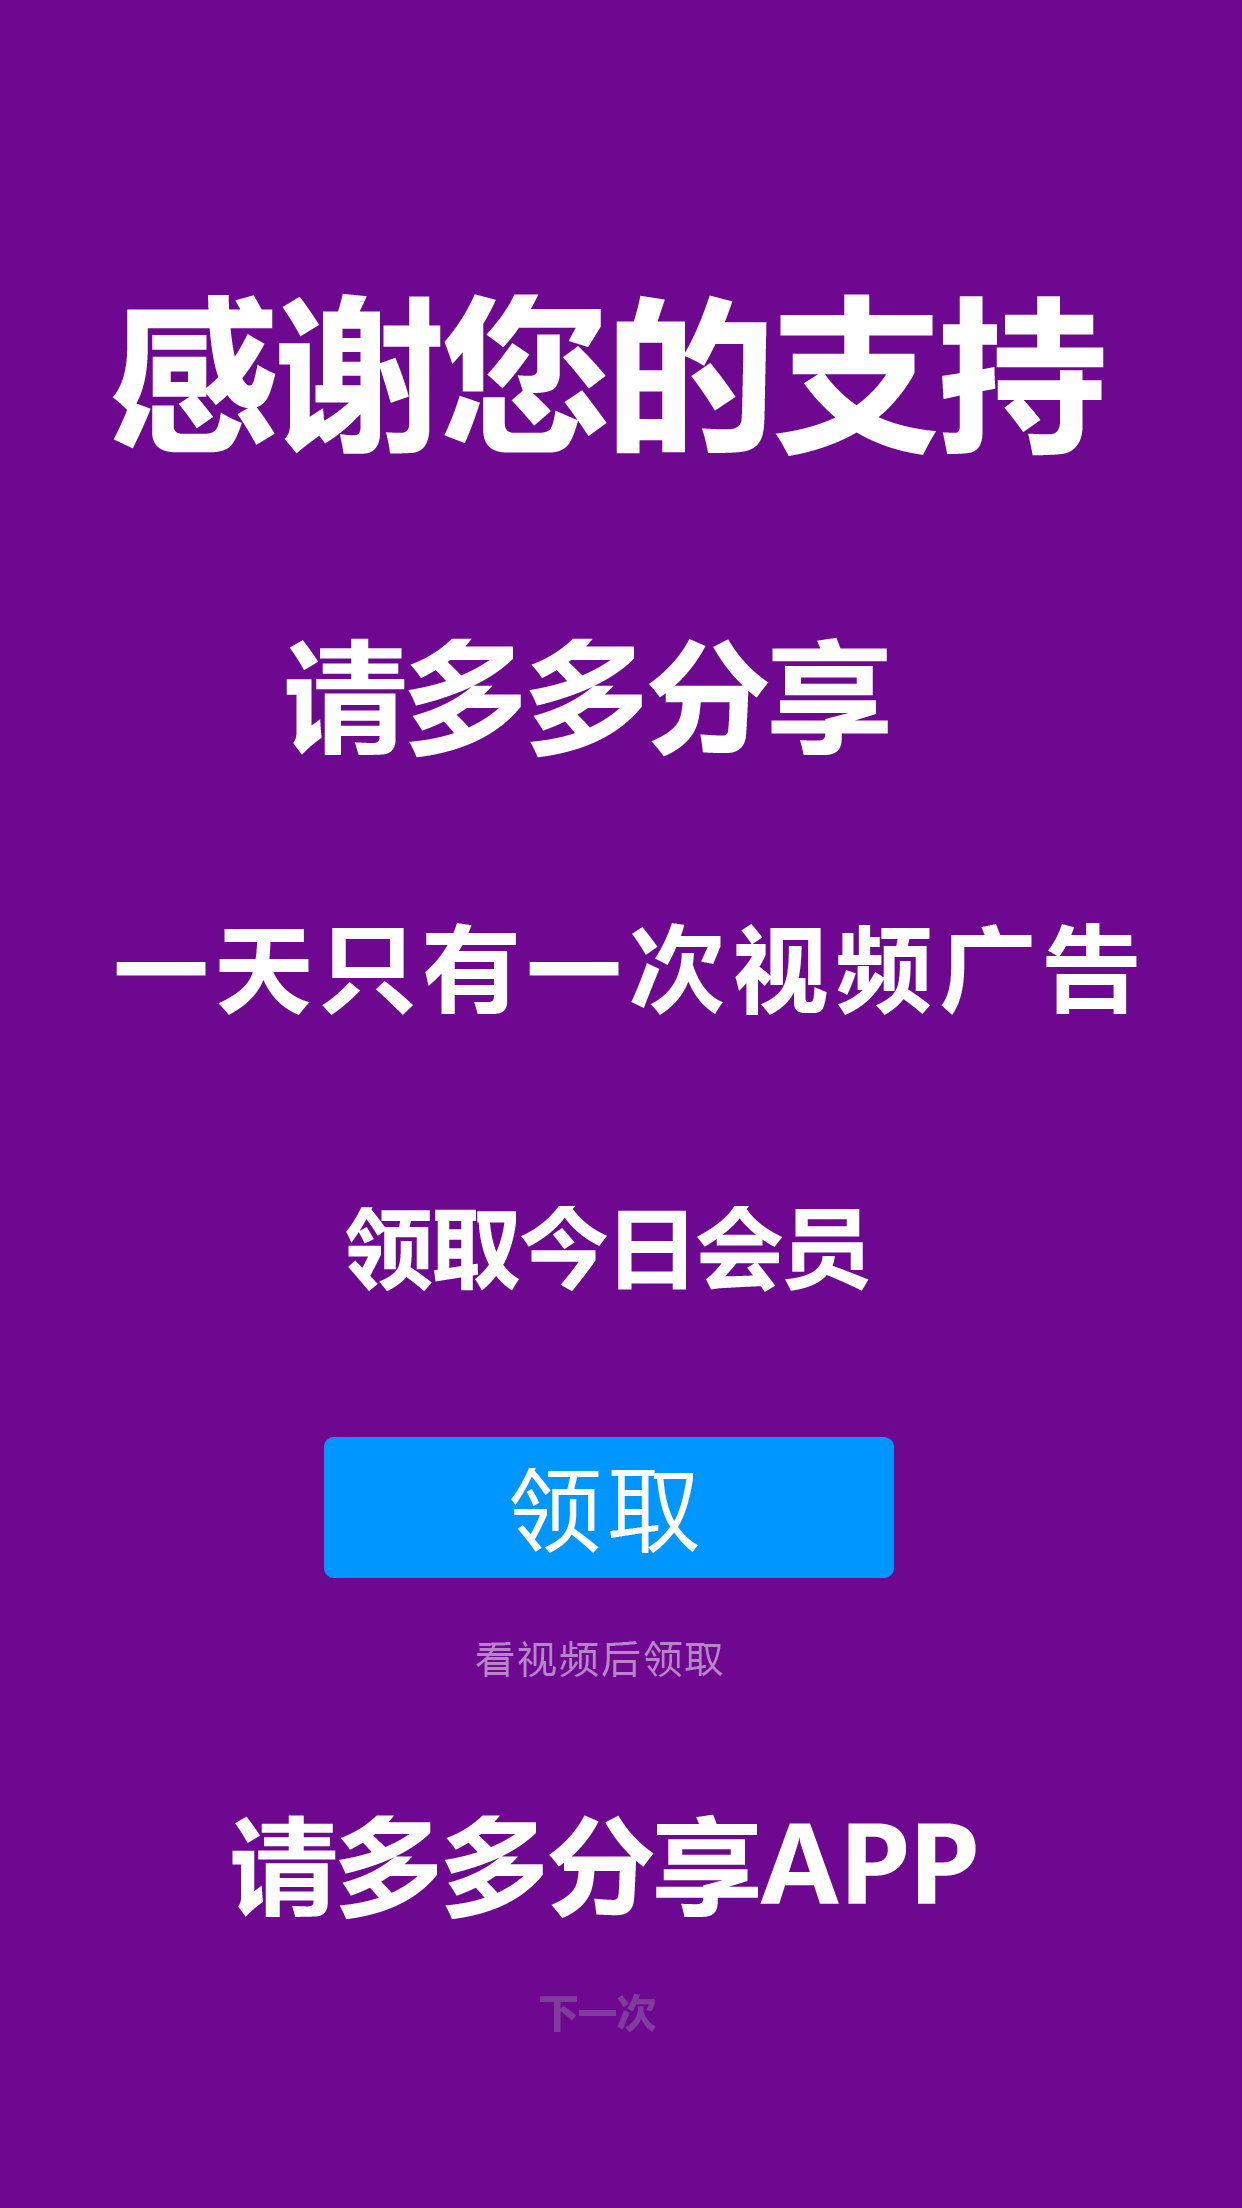 感谢您的支持
请多多分享
一天只有一次视频广告
领取今日会员
领取
看视频后领取
请多多分享APP
下一次